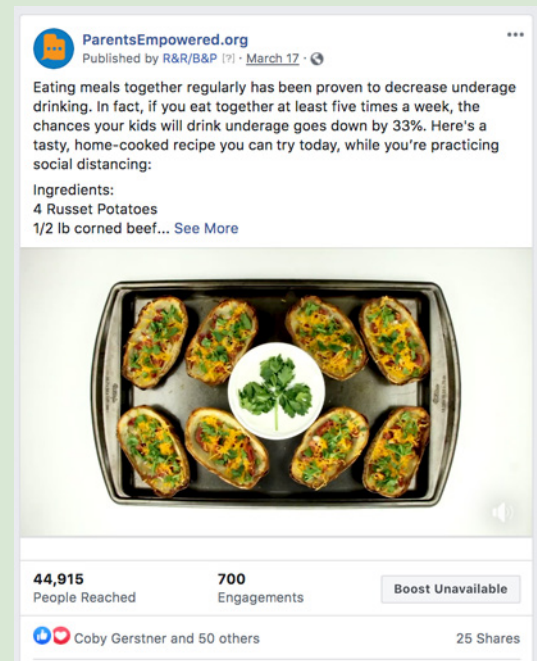 ParentsEmpowered.org
Published by R&R/B&P [?] · March 17 ·
Eating meals together regularly has been proven to decrease underage
drinking. In fact, if you eat together at least five times a week, the
chances your kids will drink underage goes down by 33%. Here's a
tasty, home-cooked recipe you can try today, while you're practicing
social distancing:
Ingredients:
4 Russet Potatoes
1/2 lb corned beef... See More
44,915
People Reached
700
Engagements
Boost Unavailable
Coby Gerstner and 50 others
25 Shares